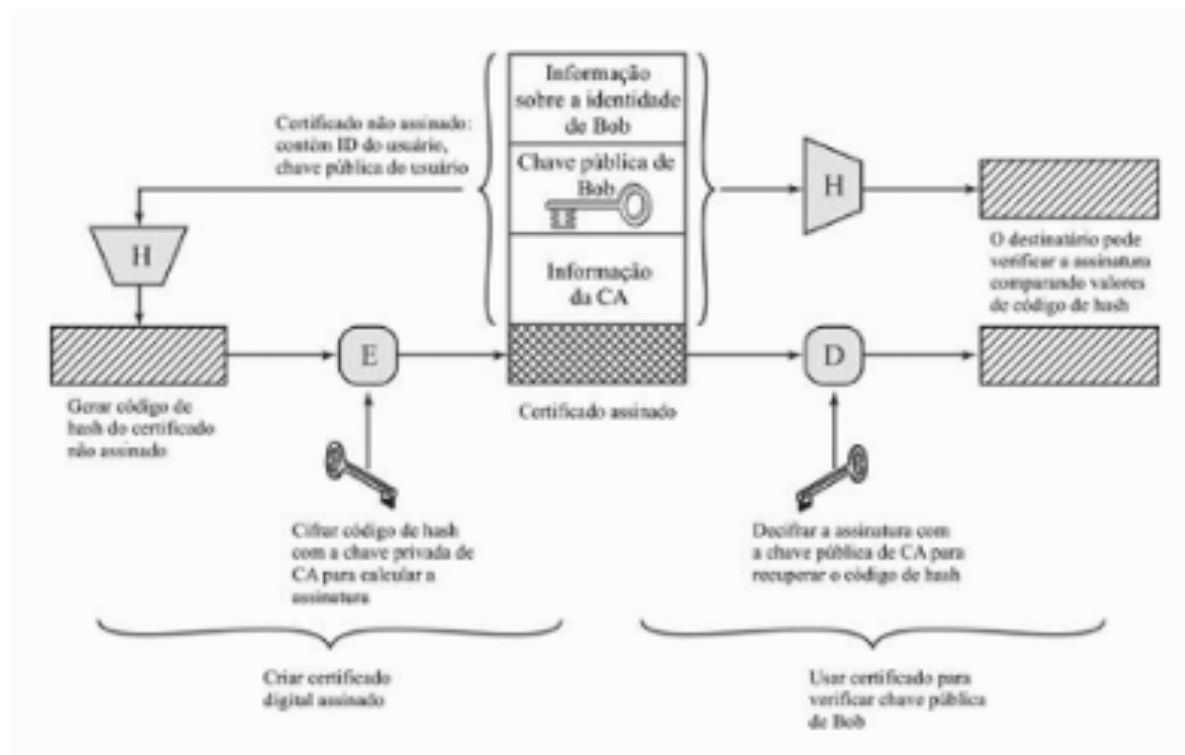 Informação
sobre a identidade
de Bob
Certificado não assinado:
contém ID do usuário,
chave pública do usuário
Chave pública de
Bob
H
H
Informação
da CA
O destinatário pode
verificar a assinatura
comparando valores
de código de hash
E
D
Gerar código de
hash do certificado
não assinado
Certificado assinado
Cifrar código de hash
com a chave privada de
CA para calcular a
assinatura
Decifrar a assinatura com
a chave pública de CA para
recuperar o código de hash
Criar certificado
digital assinado
Usar certificado para
verificar chave pública
de Bob